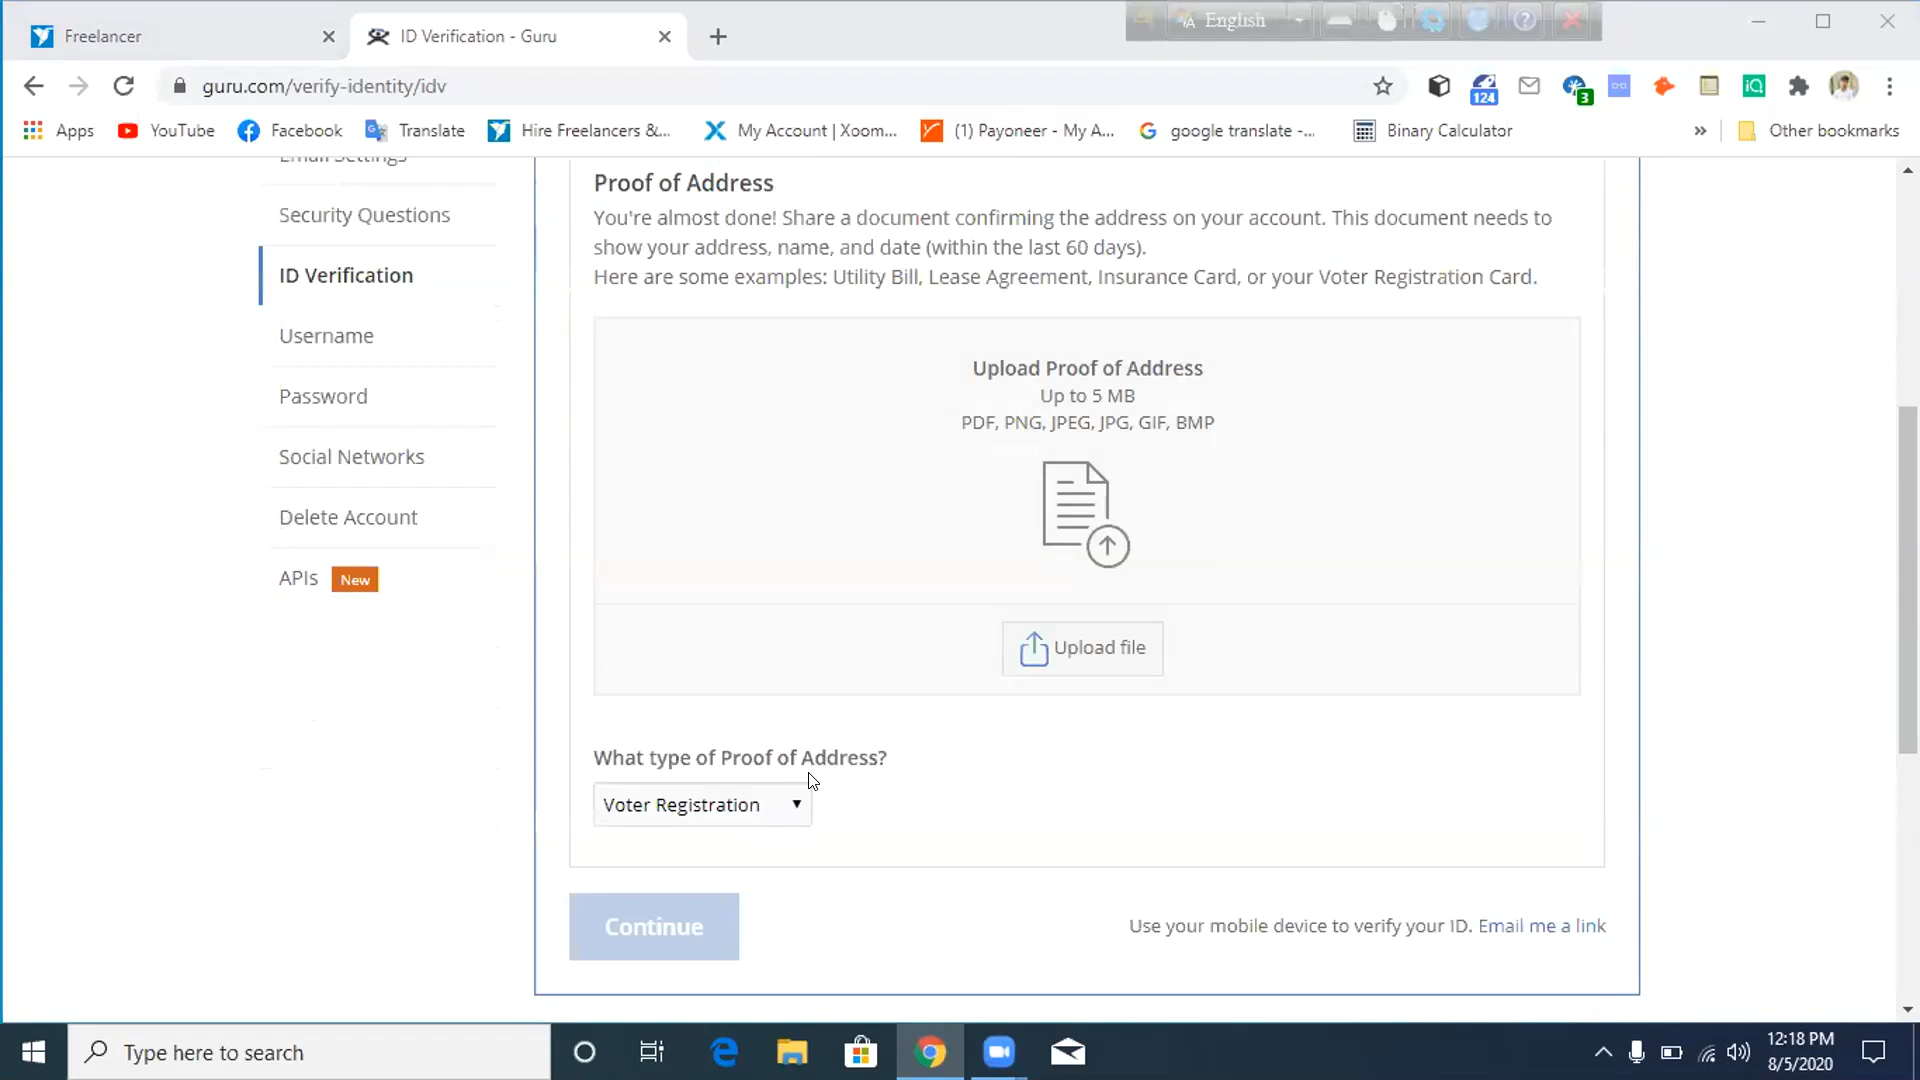 Freelancer
ID Verification - Guru
English
guru.com/verify-identity/idv
124
3
Apps
YouTube
Facebook
Translate
Hire Freelancers &...
My Account | Xoom...
(1) Payoneer - My A...
google translate -...
Binary Calculator
»
Other bookmarks
Email Settings
Security Questions
ID Verification
Username
Password
Social Networks
Delete Account
APIs New
Proof of Address
You're almost done! Share a document confirming the address on your account. This document needs to
show your address, name, and date (within the last 60 days).
Here are some examples: Utility Bill, Lease Agreement, Insurance Card, or your Voter Registration Card.
Upload Proof of Address
Up to 5 MB
PDF, PNG, JPEG, JPG, GIF, BMP
Upload file
What type of Proof of Address?
Voter Registration
Continue
Use your mobile device to verify your ID. Email me a link
Type here to search
12:18 PM
8/5/2020